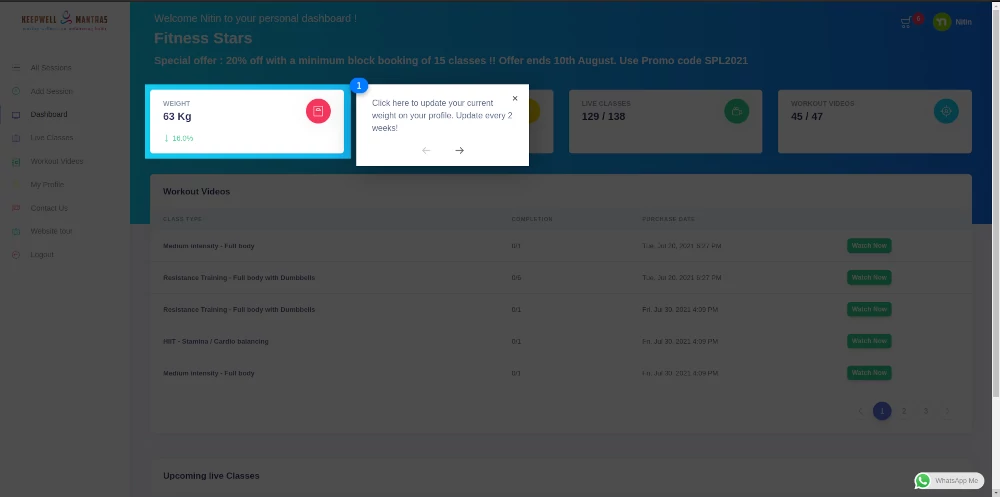 KEEPWELL MANTRAS
Welcome Nitin to your personal dashboard !
Fitness Stars
Special offer : 20% off with a minimum block booking of 15 classes !! Offer ends 10th August. Use Promo code SPL2021
Nitin
All Sessions
Add Session
Dashboard
Live Classes
Workout Videos
My Profile
Contact Us
Website tour
Logout
WEIGHT
63 Kg
16.0%
1
Click here to update your current
weight on your profile. Update every 2
weeks!
LIVE CLASSES
129 / 138
WORKOUT VIDEOS
45 / 47
Workout Videos
CLASS TYPE COMPLETION PURCHASE DATE
Medium Intensity - Full body 0/1 Tue, Jul 20, 2021 6:27 PM Watch Now
Resistance Training - Full body with Dumbbells Tue, Jul 20, 2021 6:27 PM Watch Now
Resistance Training - Full body with Dumbbells 0/1 Fri, Jul 30, 2021 4:09 PM Watch Now
HIIT - Stamina / Cardio balancing 0/1 Fri, Jul 30, 2021 4:09 PM Watch Now
Medium Intensity - Full body 0/1 Fri, Jul 30, 2021 4:09 PM Watch Now
1 2 3
Upcoming live Classes
WhatsApp Me